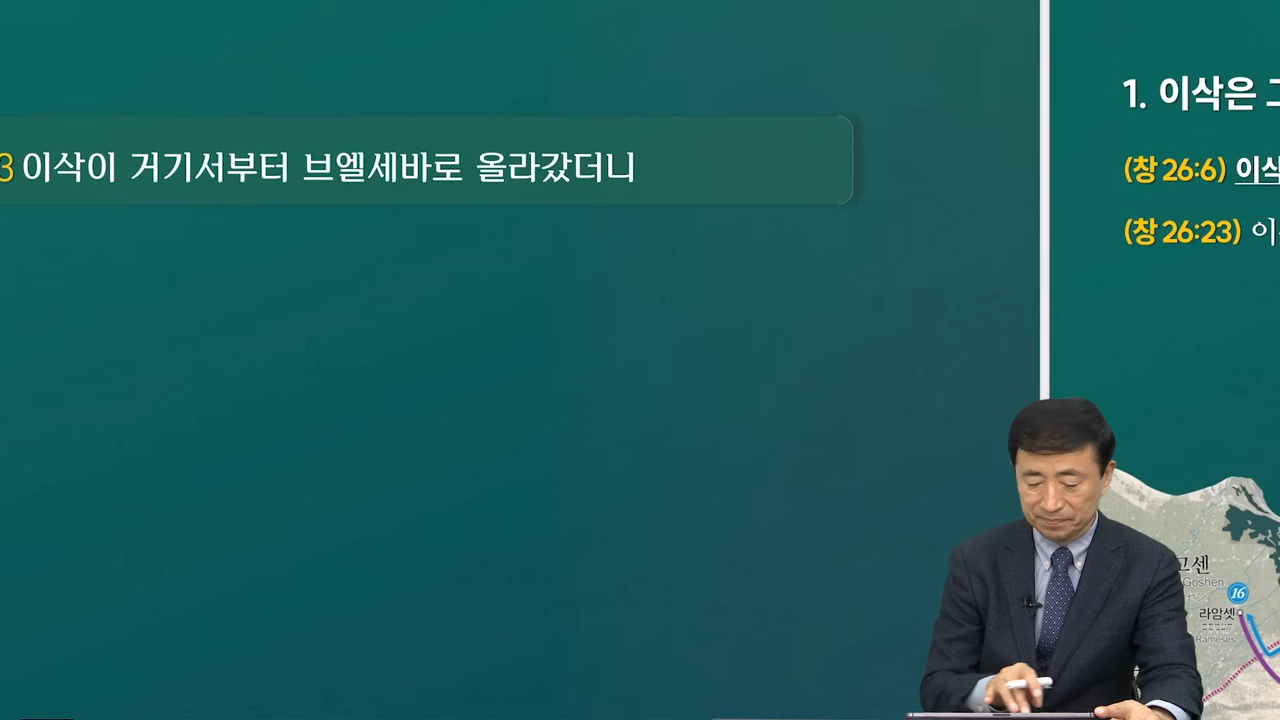 3 이삭이 거기서부터 브엘세바로 올라갔더니
1. 이삭은
(창 26:6) 이삭
(창 26:23) 이
고센
Goshen
16
라암셋
Rameses